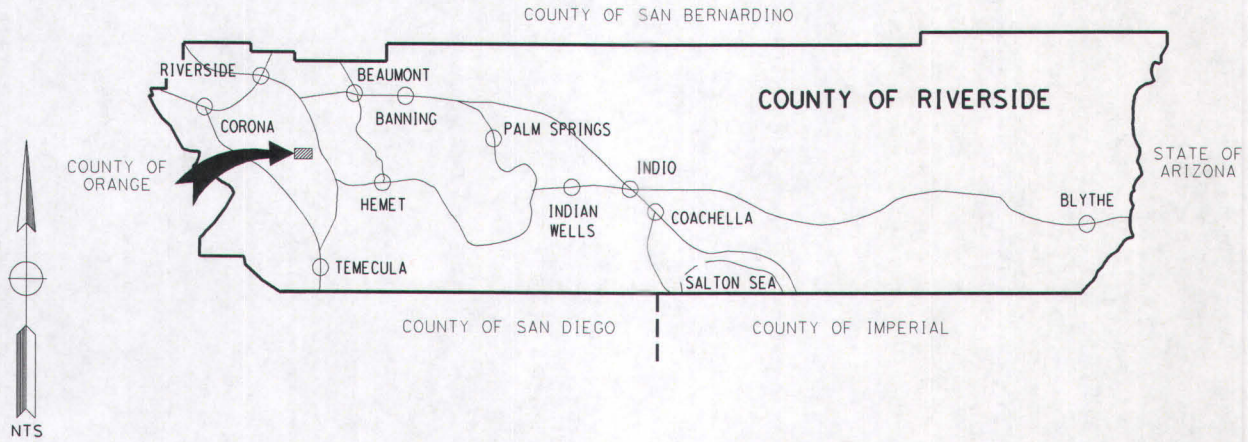 COUNTY OF SAN BERNARDINO
RIVERSIDE
BEAUMONT
COUNTY OF RIVERSIDE
CORONA
BANNING
PALM SPRINGS
COUNTY OF
ORANGE
STATE OF
ARIZONA
INDIO
HEMET
INDIAN
WELLS
COACHELLA
BLYTHE
TEMECULA
SALTON SEA
COUNTY OF SAN DIEGO
COUNTY OF IMPERIAL
NTS